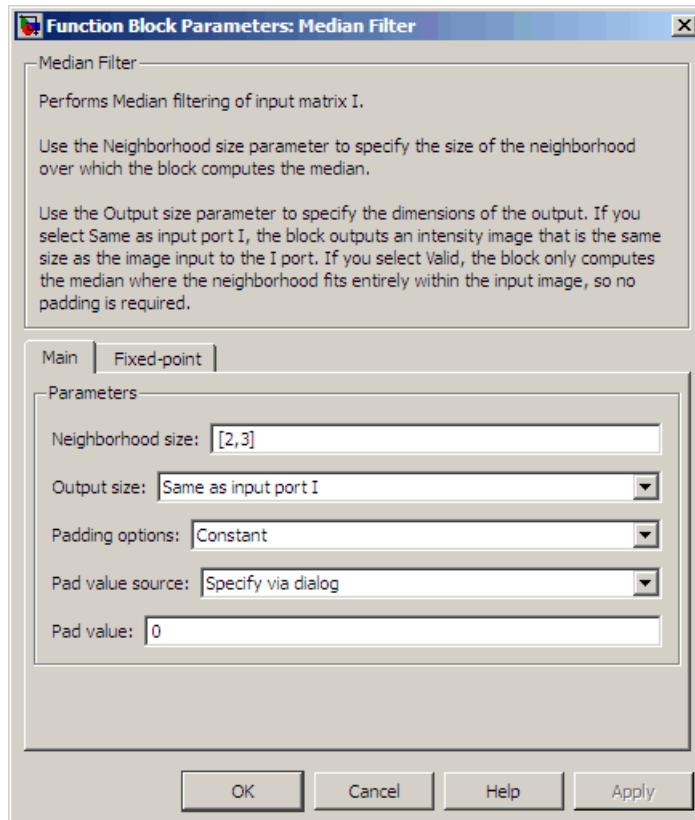 Function Block Parameters: Median Filter
Median Filter
Performs Median filtering of input matrix I.
Use the Neighborhood size parameter to specify the size of the neighborhood
over which the block computes the median.
Use the Output size parameter to specify the dimensions of the output. If you
select Same as input port I, the block outputs an intensity image that is the same
size as the image input to the I port. If you select Valid, the block only computes
the median where the neighborhood fits entirely within the input image, so no
padding is required.
Main Fixed-point
Parameters
Neighborhood size: [2,3]
Output size: Same as input port I
Padding options: Constant
Pad value source: Specify via dialog
Pad value: 0
OK Cancel Help Apply